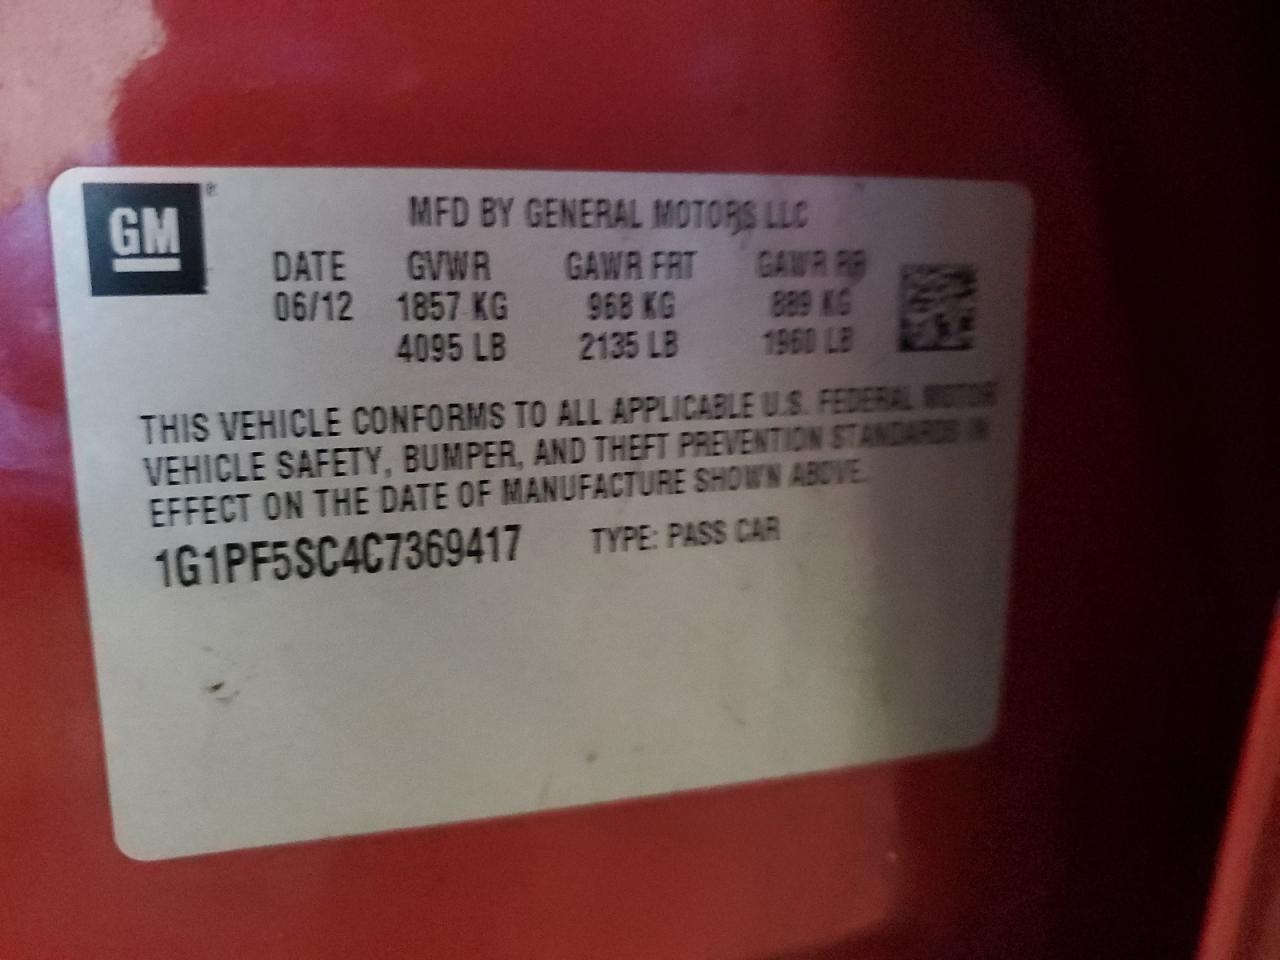 GM
MFD BY GENERAL MOTORS LLC
DATE GVWR GAWR FRT GAWR RR
06/12 1857 KG 968 KG 889 KG
4095 LB 2135 LB 1960 LB
THIS VEHICLE CONFORMS TO ALL APPLICABLE U.S. FEDERAL MOTOR
VEHICLE SAFETY, BUMPER, AND THEFT PREVENTION STANDARDS IN
EFFECT ON THE DATE OF MANUFACTURE SHOWN ABOVE.
1G1PF5SC4C7369417 TYPE: PASS CAR